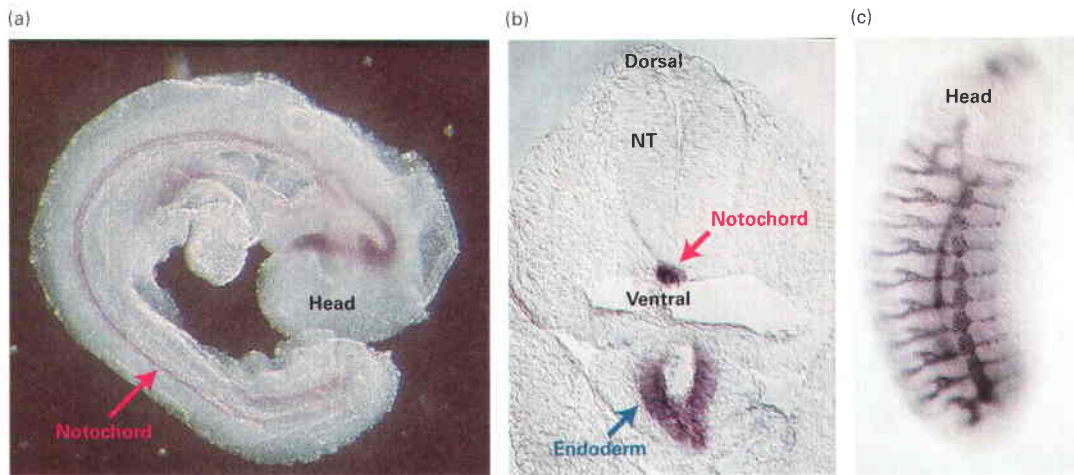 (a)
Head
Notochord
(b)
Dorsal
NT
Notochord
Ventral
Endoderm
(c)
Head